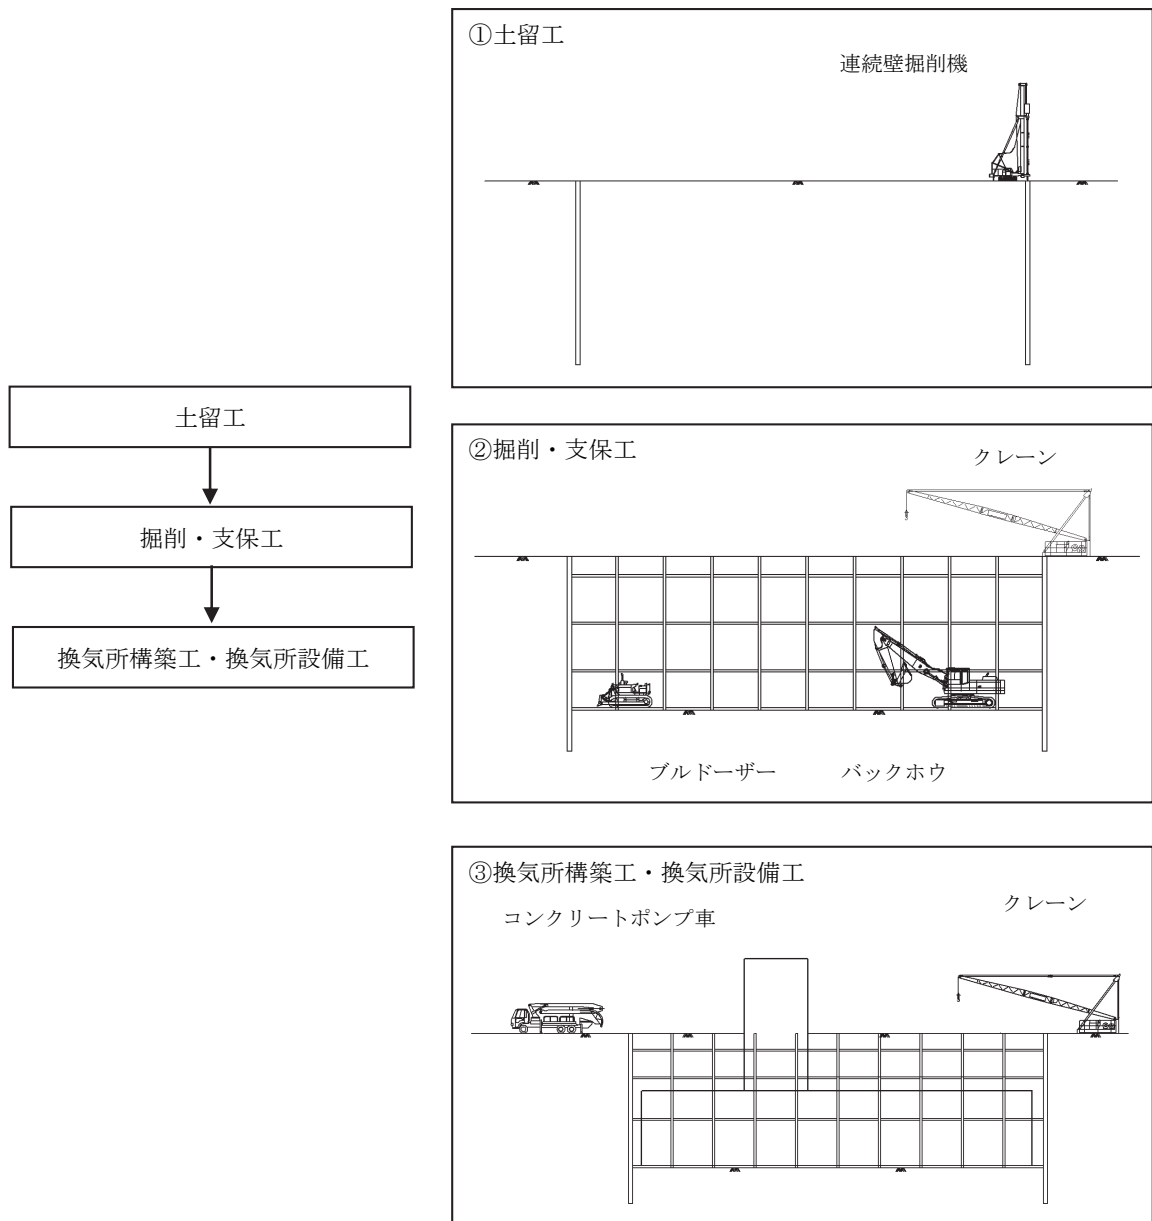 土留工
掘削・支保工
換気所構築工・換気所設備工
①土留工
連続壁掘削機
②掘削・支保工
クレーン
ブルドーザー
バックホウ
③換気所構築工・換気所設備工
コンクリートポンプ車
クレーン